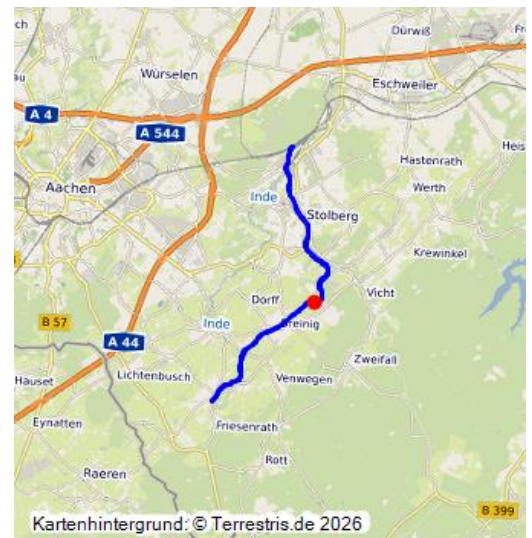 Dürwiß
Fre
Würselen
Eschweiler
A 4
A 544
Hastenrath
Heis
Aachen
Werth
Inde
Stolberg
Krewinkel
Dorff
Vicht
B 57
Inde
Breinig
A 44
Zweifall
Lichtenbusch
Hauset
Venwegen
Eynatten
Friesenrath
Rott
Raeren
B 399
Kartenhintergrund: © Terrestris.de 2026